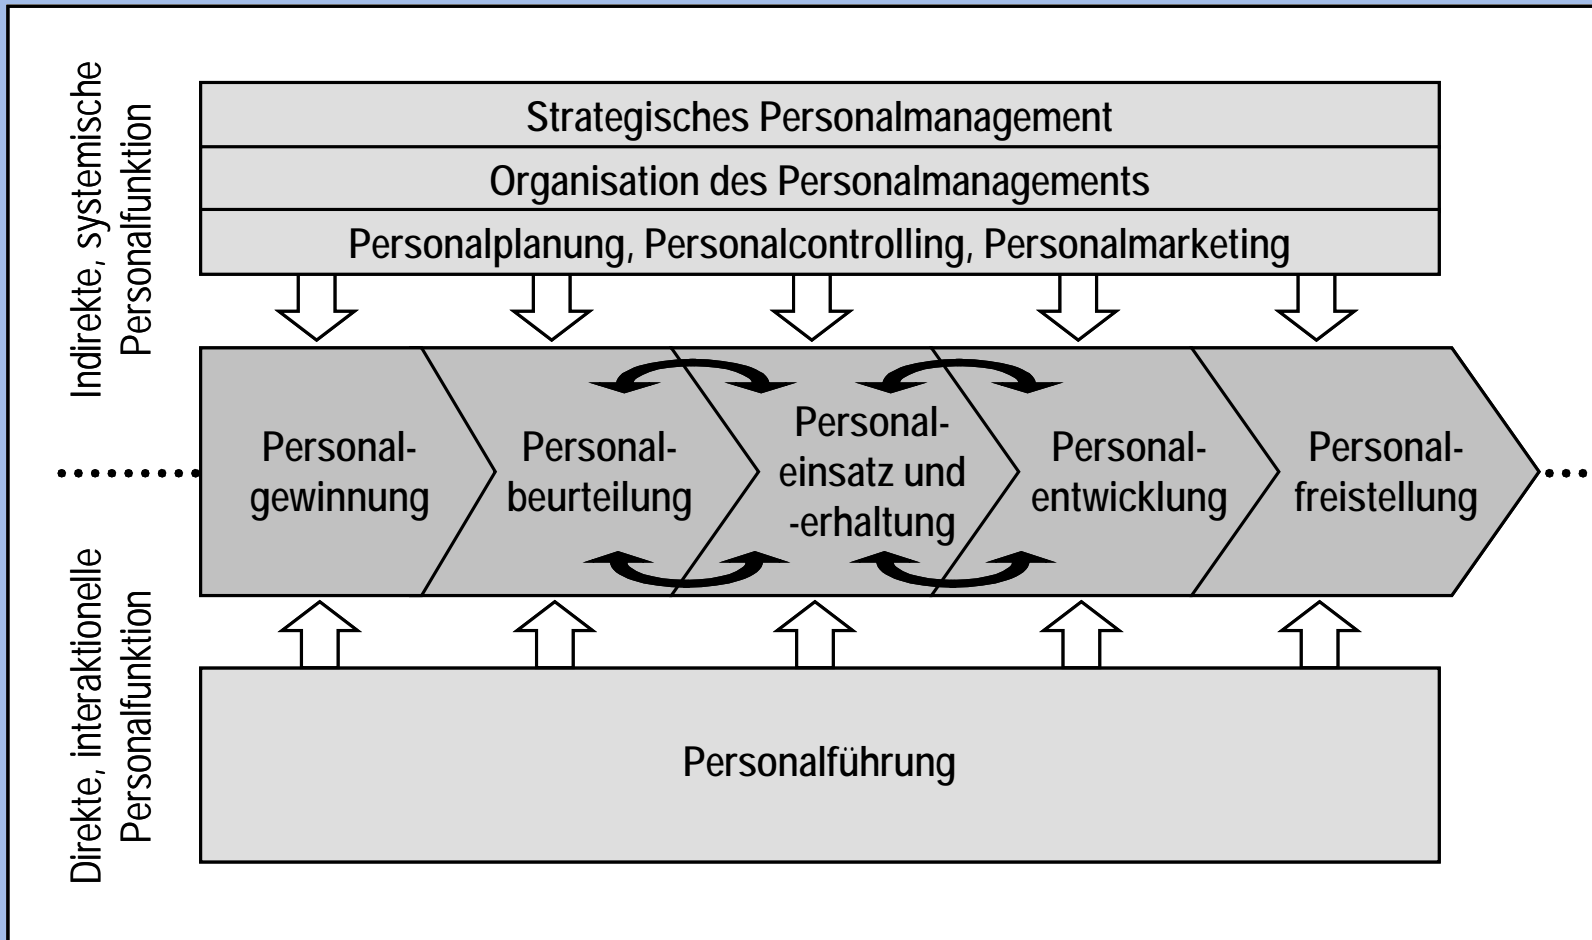 Indirekte, systemische
Personalfunktion
Strategisches Personalmanagement
Organisation des Personalmanagements
Personalplanung, Personalcontrolling, Personalmarketing
Personal-
gewinnung
Personal-
beurteilung
Personal-
einsatz und
-erhaltung
Personal-
entwicklung
Personal-
freistellung
Direkte, interaktionelle
Personalfunktion
Personalführung